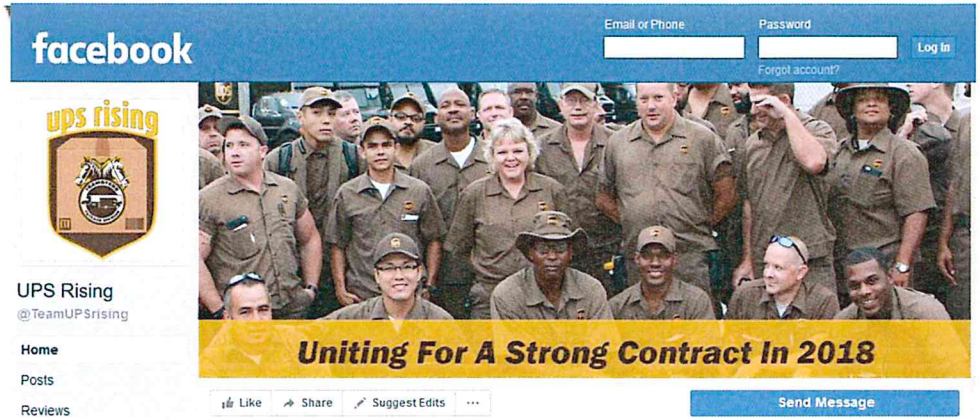 facebook
Email or Phone
Password
Log In
Forgot account?
ups rising
TEAMSTERS
UPS Rising
@TeamUPSrising
Home
Posts
Reviews
Uniting For A Strong Contract In 2018
Like
Share
Suggest Edits
...
Send Message